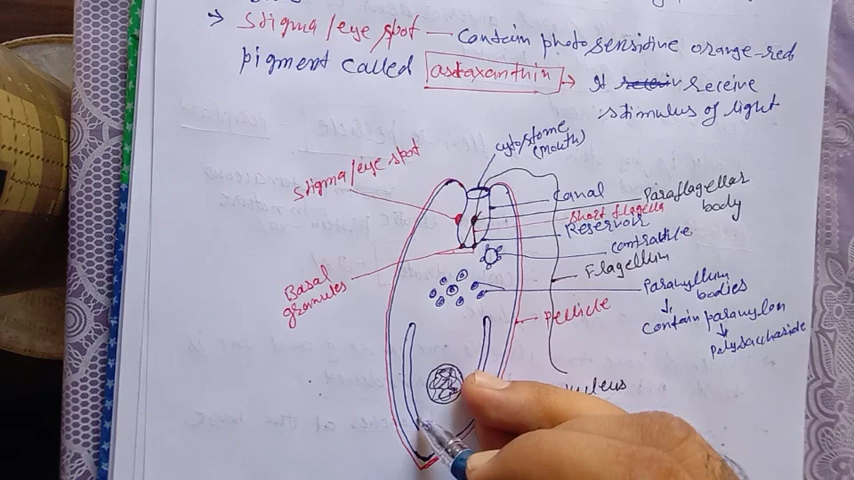 → Stigma/eye spot — Contain photosensitive orange-red
pigment called astaxanthin → It receive
stimulus of light
cytostome
(mouth)
Stigma/eye spot
Canal
Paraflagellar
body
Short flagella
Reservoir
Contractile
Flagellum
Basal
granules
Paramyllum
bodies
↓
Contain paramylon
↓
Polysaccharide
Pellicle
Nucleus